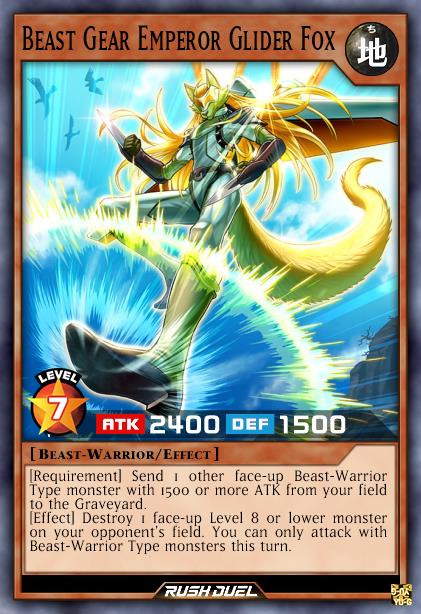 Beast Gear Emperor Glider Fox
ち
地
LEVEL
7
ATK 2400 DEF 1500
[Beast-Warrior/Effect]
[Requirement] Send 1 other face-up Beast-Warrior
Type monster with 1500 or more ATK from your field
to the Graveyard.
[Effect] Destroy 1 face-up Level 8 or lower monster
on your opponent's field. You can only attack with
Beast-Warrior Type monsters this turn.
RUSH DUEL